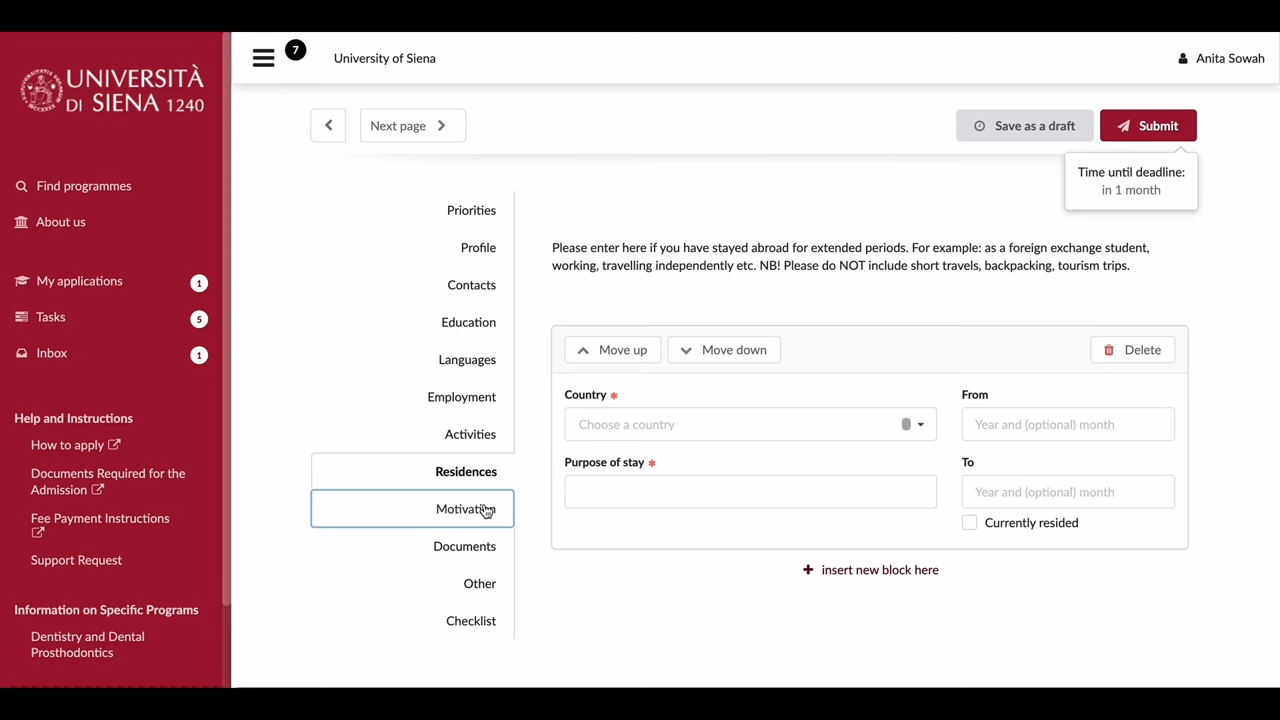 UNIVERSITÀ
DI SIENA 1240
7
University of Siena
Anita Sowah
Next page
Save as a draft
Submit
Time until deadline:
in 1 month
Find programmes
About us
My applications
1
Tasks
5
Inbox
1
Help and Instructions
How to apply
Documents Required for the
Admission
Fee Payment Instructions
Support Request
Information on Specific Programs
Dentistry and Dental
Prosthodontics
Priorities
Profile
Contacts
Education
Languages
Employment
Activities
Residences
Motivation
Documents
Other
Checklist
Please enter here if you have stayed abroad for extended periods. For example: as a foreign exchange student,
working, travelling independently etc. NB! Please do NOT include short travels, backpacking, tourism trips.
Move up
Move down
Delete
Country *
From
Choose a country
Year and (optional) month
Purpose of stay *
To
Year and (optional) month
Currently resided
insert new block here